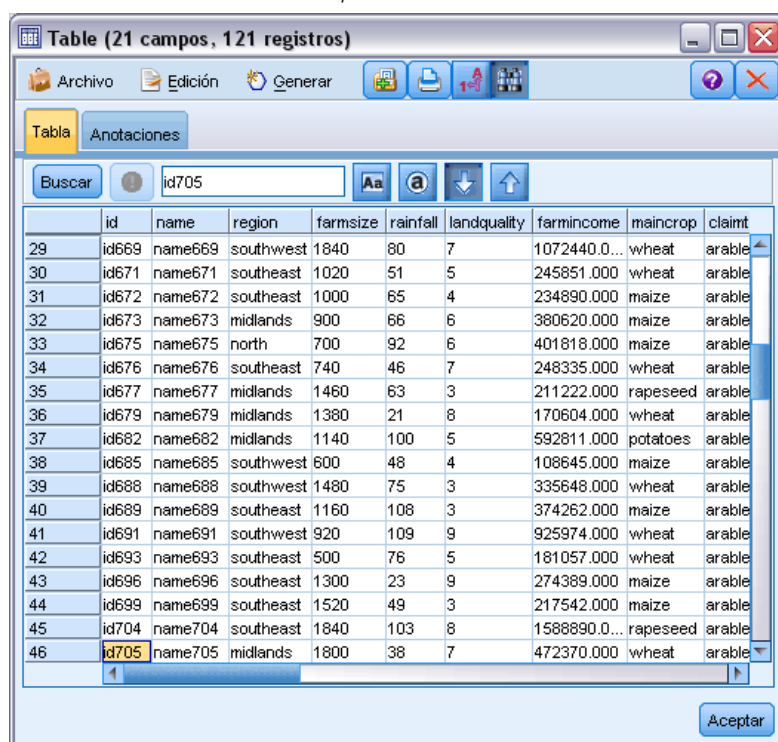 Table (21 campos, 121 registros)
Archivo Edición Generar
Tabla Anotaciones
Buscar id705
id name region farmsize rainfall landquality farmincome maincrop claimt
29 id669 name669 southwest 1840 80 7 1072440.0... wheat arable
30 id671 name671 southeast 1020 51 5 245851.000 wheat arable
31 id672 name672 southeast 1000 65 4 234890.000 maize arable
32 id673 name673 midlands 900 66 6 380620.000 maize arable
33 id675 name675 north 700 92 6 401818.000 maize arable
34 id676 name676 southeast 740 46 7 248335.000 wheat arable
35 id677 name677 midlands 1460 63 3 211222.000 rapeseed arable
36 id679 name679 midlands 1380 21 8 170604.000 wheat arable
37 id682 name682 midlands 1140 100 5 592811.000 potatoes arable
38 id685 name685 southwest 600 48 4 108645.000 maize arable
39 id688 name688 southwest 1480 75 3 335648.000 wheat arable
40 id689 name689 southeast 1160 108 3 374262.000 maize arable
41 id691 name691 southwest 920 109 9 925974.000 wheat arable
42 id693 name693 southeast 500 76 5 181057.000 wheat arable
43 id696 name696 southeast 1300 23 9 274389.000 maize arable
44 id699 name699 southeast 1520 49 3 217542.000 maize arable
45 id704 name704 southeast 1840 103 8 1588890.0... rapeseed arable
46 id705 name705 midlands 1800 38 7 472370.000 wheat arable
Aceptar